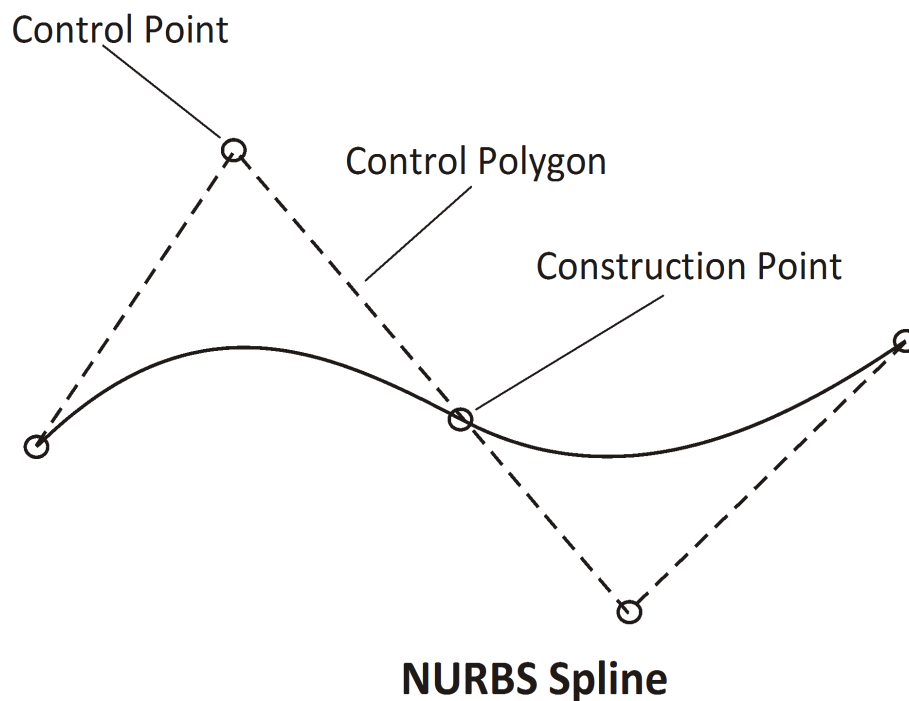 Control Point
Control Polygon
Construction Point
NURBS Spline